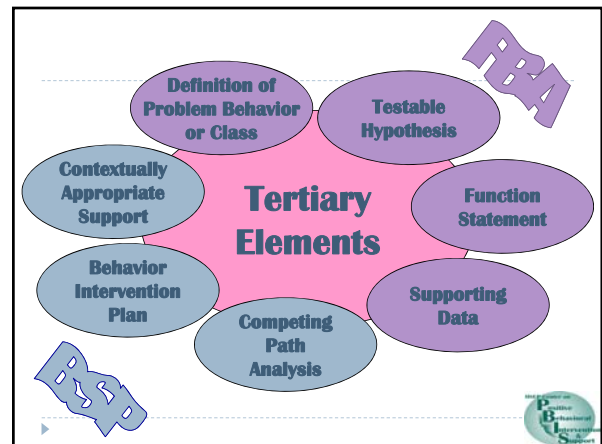 FBA
Definition of
Problem Behavior
or Class
Testable
Hypothesis
Contextually
Appropriate
Support
Tertiary
Elements
Function
Statement
Behavior
Intervention
Plan
Supporting
Data
Competing
Path
Analysis
BSP
Positive
Behavioral
Interventions
Support